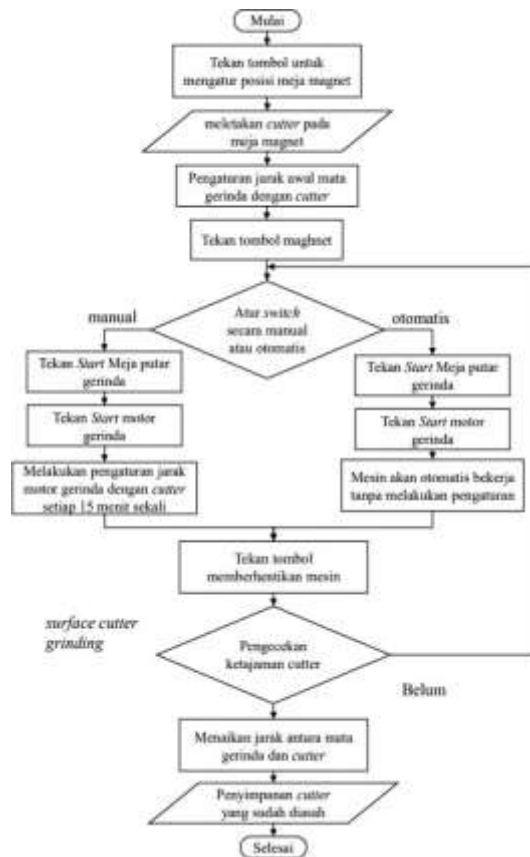 Mulai
Tekan tombol untuk
mengatur posisi meja magnet
meletakan cutter pada
meja magnet
Pengaturan jarak awal mata
gerinda dengan cutter
Tekan tombol maghnet
Atur switch
secara manual
atau otomatis
manual
otomatis
Tekan Start Meja putar
gerinda
Tekan Start motor
gerinda
Melakukan pengaturan jarak
motor gerinda dengan cutter
setiap 15 menit sekali
Tekan Start Meja putar
gerinda
Tekan Start motor
gerinda
Mesin akan otomatis bekerja
tanpa melakukan pengaturan
Tekan tombol
memberhentikan mesin
surface cutter
grinding
Pengecekan
ketajaman cutter
Belum
Menaikan jarak antara mata
gerinda dan cutter
Penyimpanan cutter
yang sudah diasah
Selesai